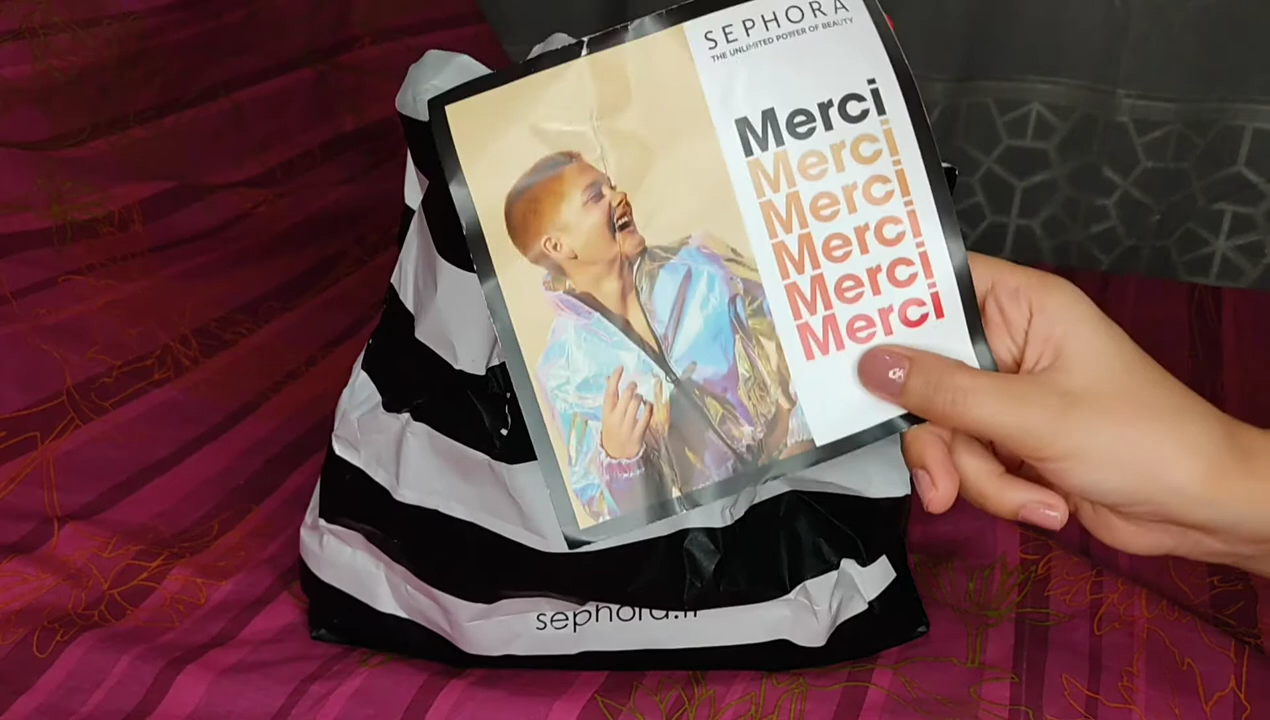 SEPHORA
THE UNLIMITED POWER OF BEAUTY
Merci
Merci
Merci
Merci
Merci
Merci
sephora.fr